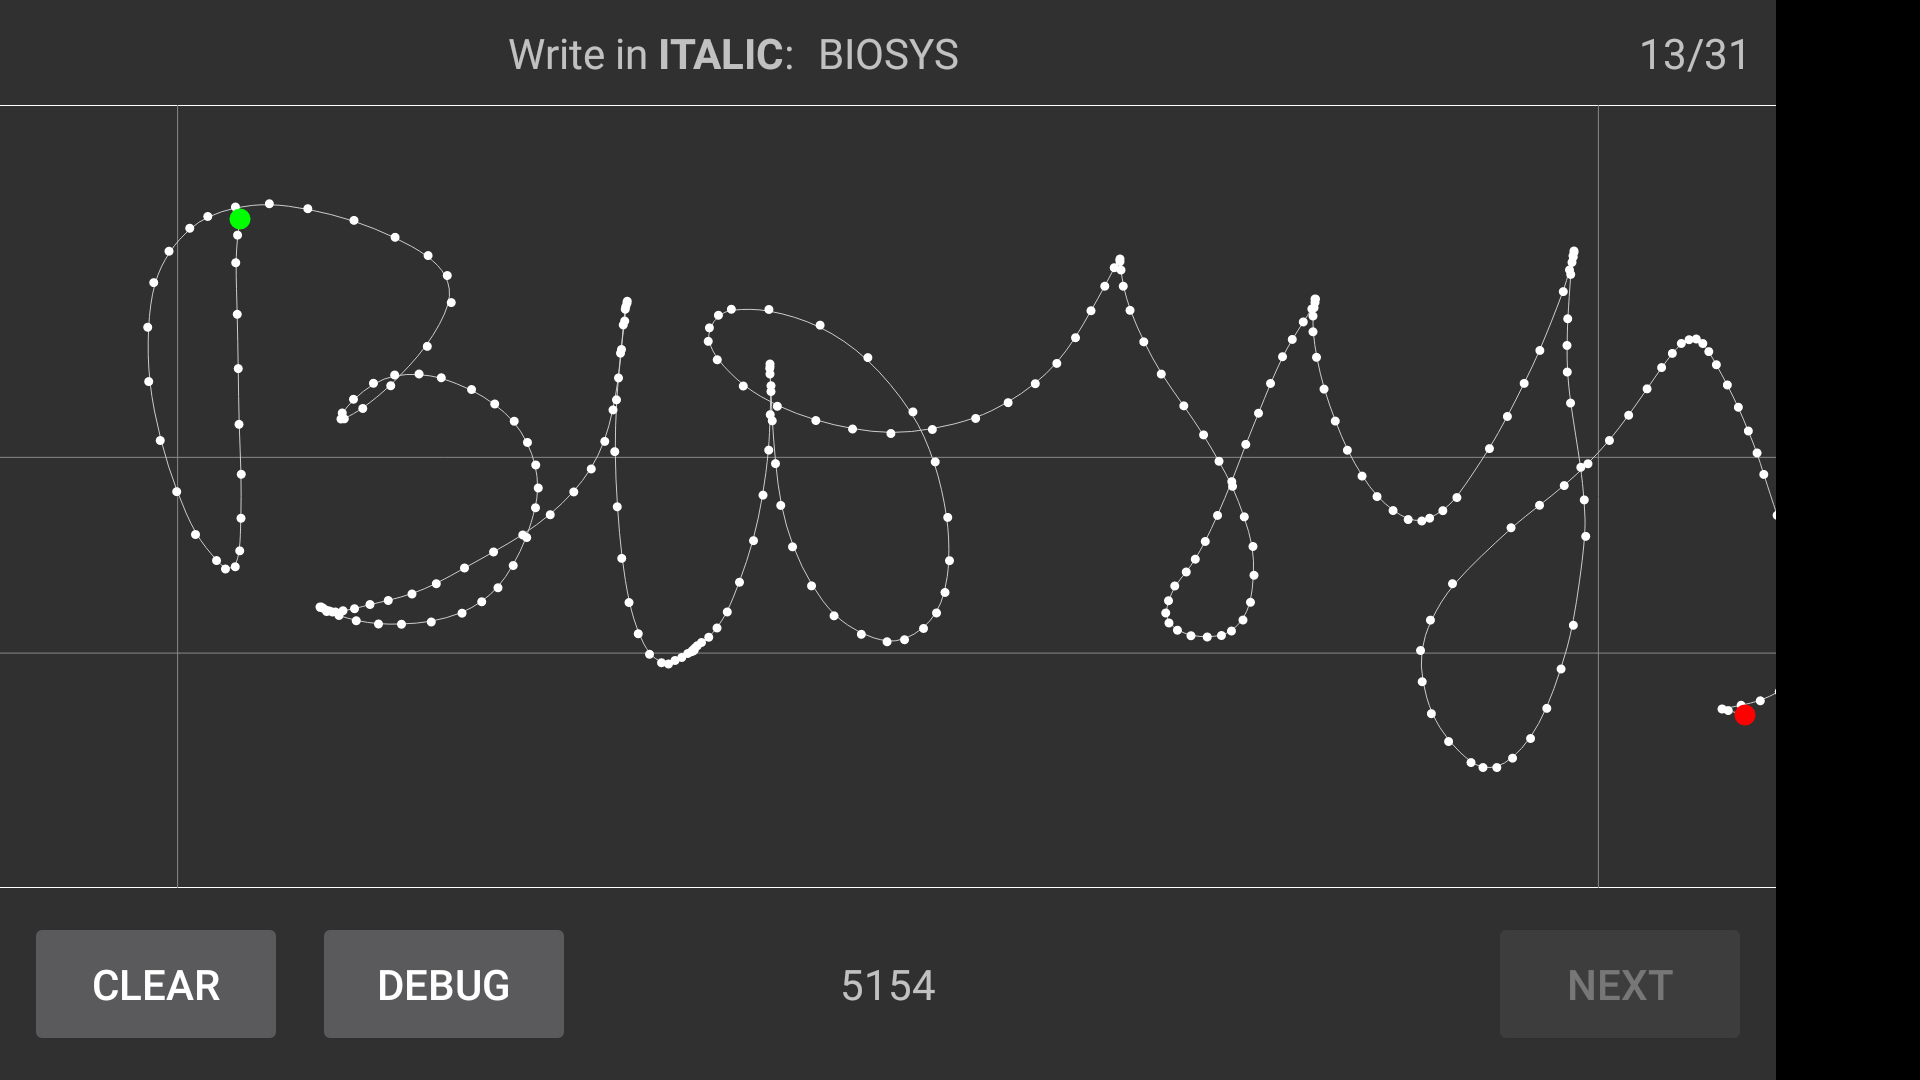 Write in ITALIC: BIOSYS
13/31
Biosys
CLEAR
DEBUG
5154
NEXT